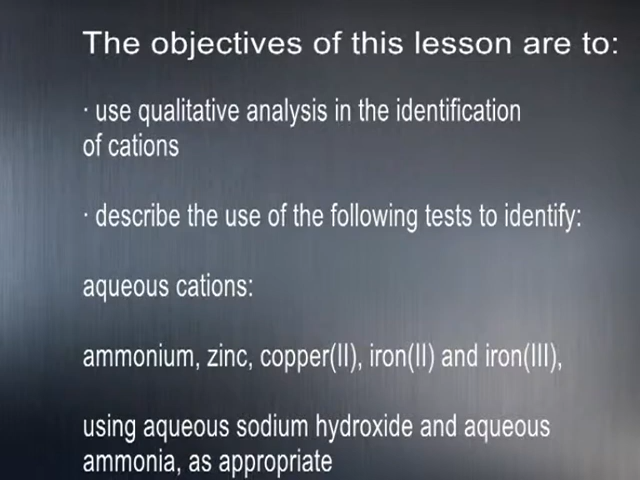 The objectives of this lesson are to:
· use qualitative analysis in the identification
of cations
· describe the use of the following tests to identify:
aqueous cations:
ammonium, zinc, copper(II), iron(II) and iron(III),
using aqueous sodium hydroxide and aqueous
ammonia, as appropriate